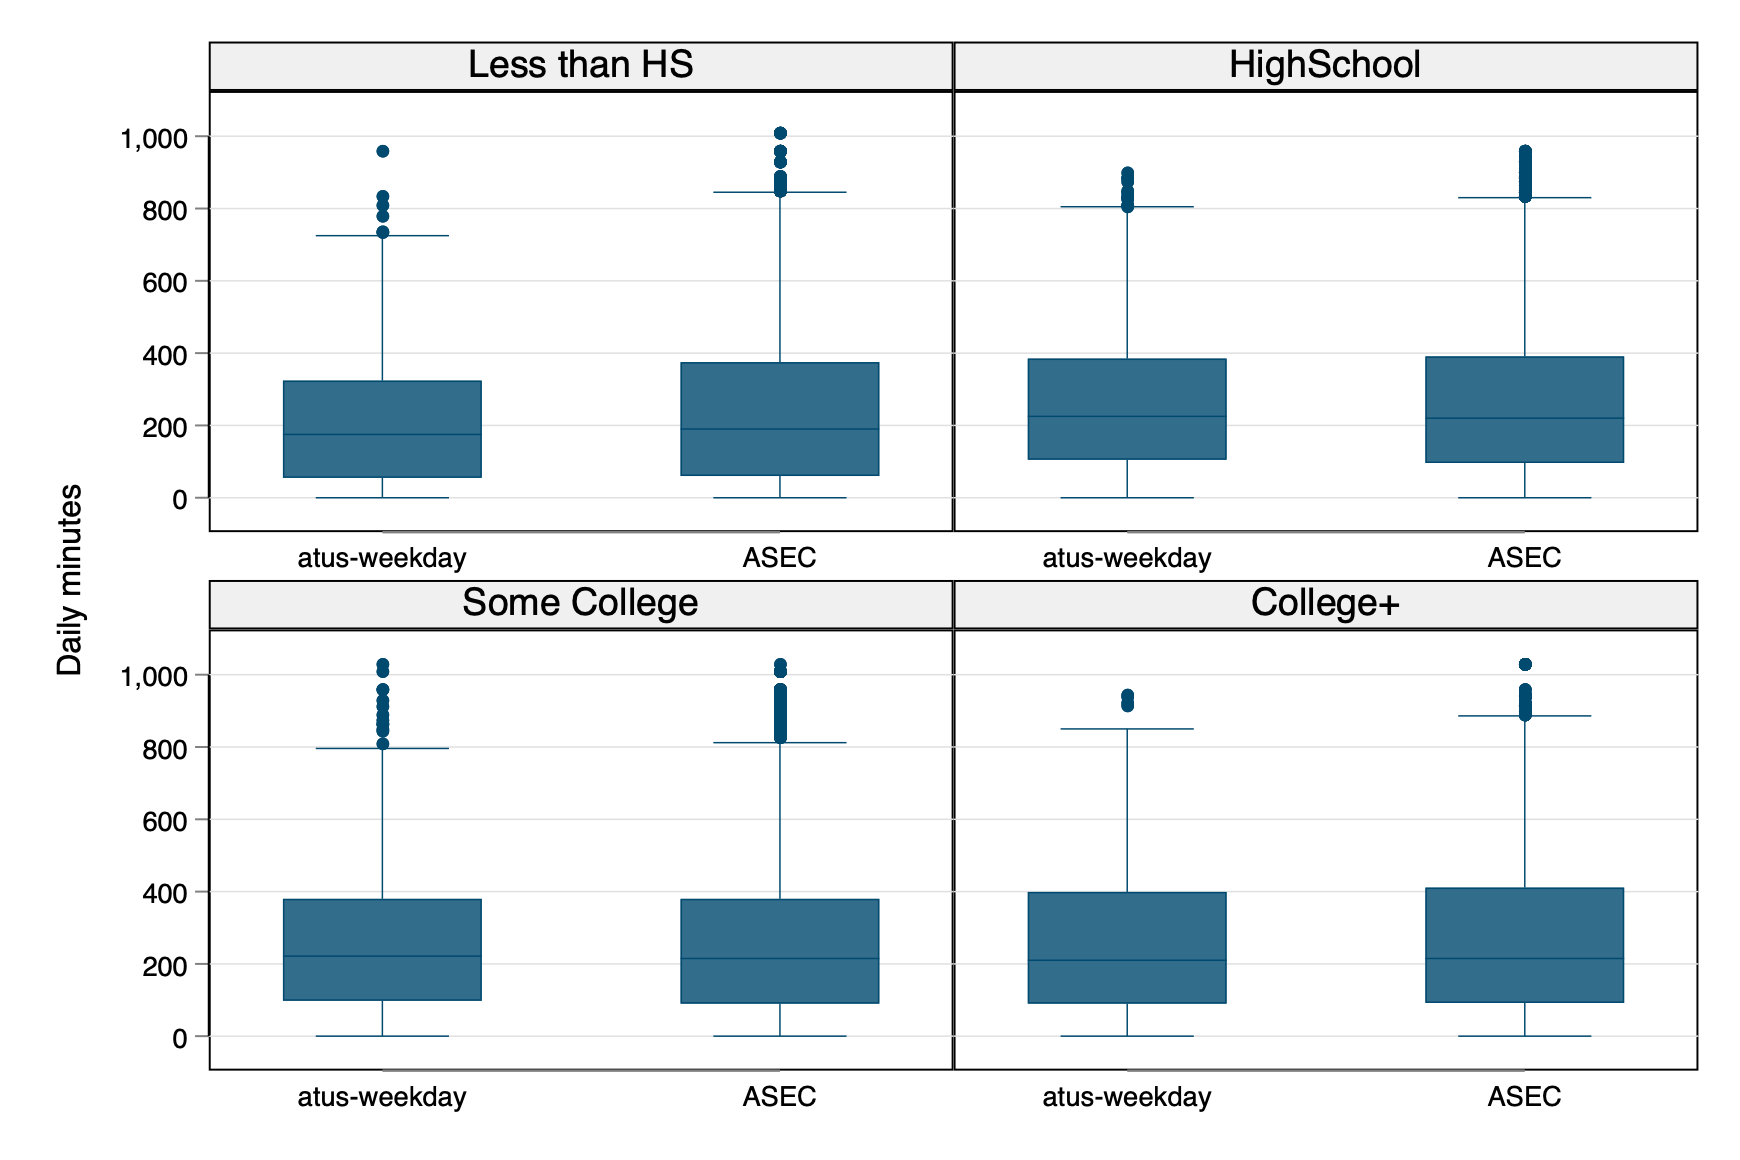 Daily minutes
Less than HS
HighSchool
1,000
800
600
400
200
0
atus-weekday
ASEC
atus-weekday
ASEC
Some College
College+
1,000
800
600
400
200
0
atus-weekday
ASEC
atus-weekday
ASEC